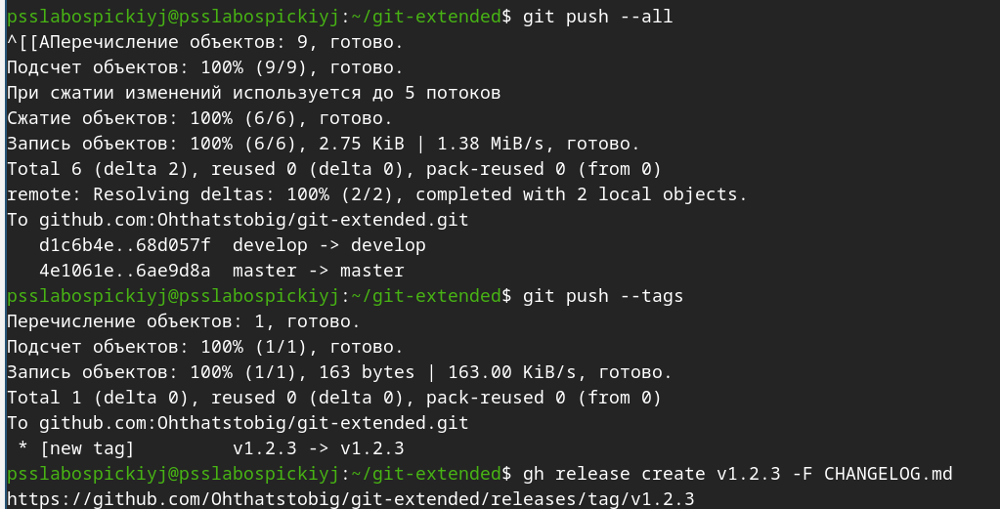 psslabospickiyj@psslabospickiyj:~/git-extended$ git push --all
^[[AПеречисление объектов: 9, готово.
Подсчет объектов: 100% (9/9), готово.
При сжатии изменений используется до 5 потоков
Сжатие объектов: 100% (6/6), готово.
Запись объектов: 100% (6/6), 2.75 KiB | 1.38 MiB/s, готово.
Total 6 (delta 2), reused 0 (delta 0), pack-reused 0 (from 0)
remote: Resolving deltas: 100% (2/2), completed with 2 local objects.
To github.com:Ohthatstobig/git-extended.git
   d1c6b4e..68d057f  develop -> develop
   4e1061e..6ae9d8a  master -> master
psslabospickiyj@psslabospickiyj:~/git-extended$ git push --tags
Перечисление объектов: 1, готово.
Подсчет объектов: 100% (1/1), готово.
Запись объектов: 100% (1/1), 163 bytes | 163.00 KiB/s, готово.
Total 1 (delta 0), reused 0 (delta 0), pack-reused 0 (from 0)
To github.com:Ohthatstobig/git-extended.git
 * [new tag]         v1.2.3 -> v1.2.3
psslabospickiyj@psslabospickiyj:~/git-extended$ gh release create v1.2.3 -F CHANGELOG.md
https://github.com/Ohthatstobig/git-extended/releases/tag/v1.2.3